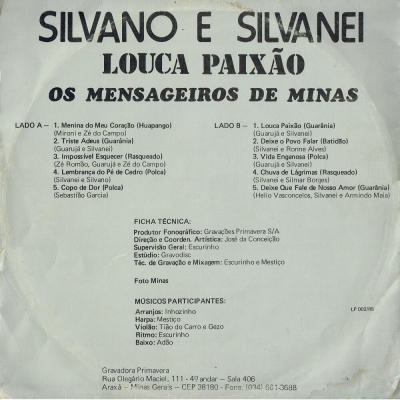 SILVANO E SILVANEI
LOUCA PAIXÃO
OS MENSAGEIROS DE MINAS
LADO A – 1. Menina do Meu Coração (Huapango)
(Mironi e Zé do Campo)
2. Triste Adeus (Guarânia)
(Guarujá e Silvanei)
3. Impossível Esquecer (Rasqueado)
(Zé Romão, Guarujá e Zé do Campo)
4. Lembrança do Pé de Cedro (Polca)
(Silvanei e Silvano)
5. Copo de Dor (Polca)
(Sebastião Garcia)
LADO B – 1. Louca Paixão (Guarânia)
(Guarujá e Silvanei)
2. Deixe o Povo Falar (Batidão)
(Silvanei e Ronne Alves)
3. Vida Enganosa (Polca)
(Guarujá e Silvanei)
4. Chuva de Lágrimas (Rasqueado)
(Silvanei e Silmar Borges)
5. Deixe Que Fale de Nosso Amor (Guarânia)
(Helio Vasconcelos, Silvanei e Armindo Maia)
FICHA TÉCNICA:
Produtor Fonográfico: Gravações Primavera S/A
Direção e Coorden. Artística: José da Conceição
Supervisão Geral: Escurinho
Estúdio: Gravodisc
Téc. de Gravação e Mixagem: Escurinho e Mestiço
Foto Minas
MÚSICOS PARTICIPANTES:
Arranjos: Inhozinho
Harpa: Mestiço
Violão: Tião do Carro e Gezo
Ritmo: Escurinho
Baixo: Adão
LP 002/85
Gravadora Primavera
Rua Olegário Maciel, 111 - 4º andar – Sala 406
Araxá – Minas Gerais – CEP 38180 - Fone: (034)